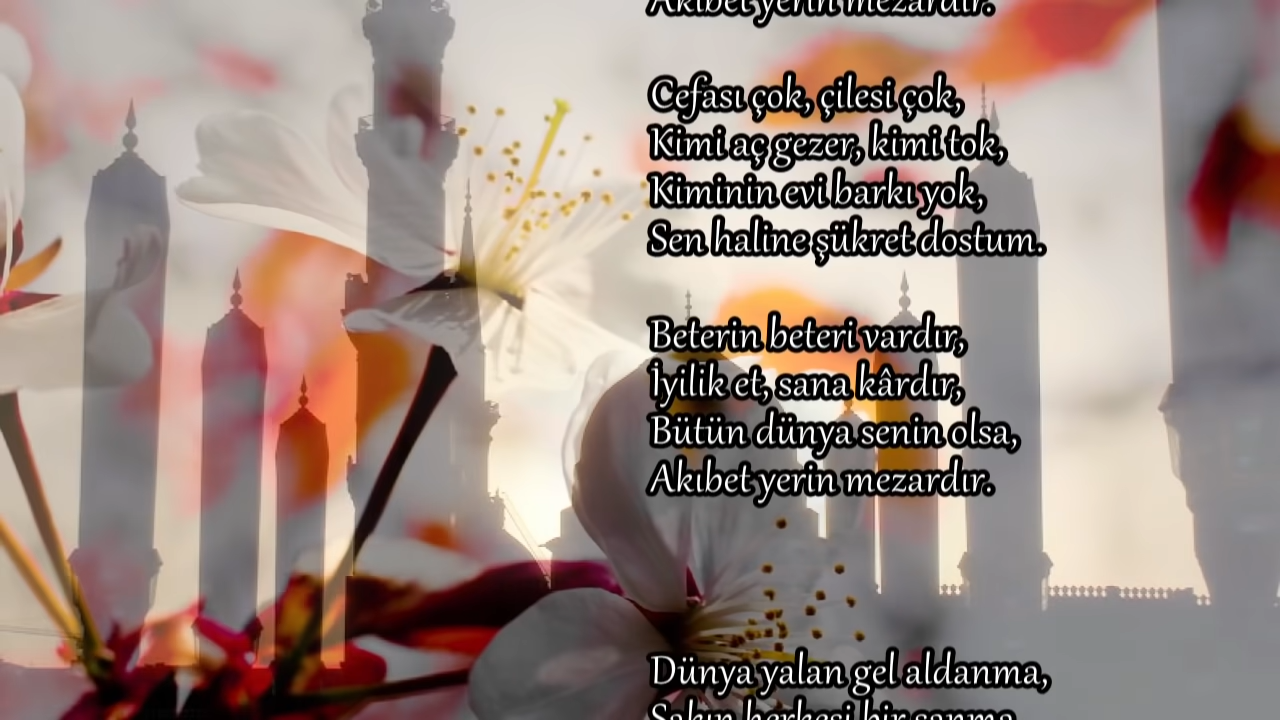 Akıbet yerin mezardır.
Cefası çok, çilesi çok,
Kimi aç gezer, kimi tok,
Kiminin evi barkı yok,
Sen haline şükret dostum.
Beterin beteri vardır,
İyilik et, sana kârdır,
Bütün dünya senin olsa,
Akıbet yerin mezardır.
Dünya yalan gel aldanma,
Sakın herkesi bir sanma